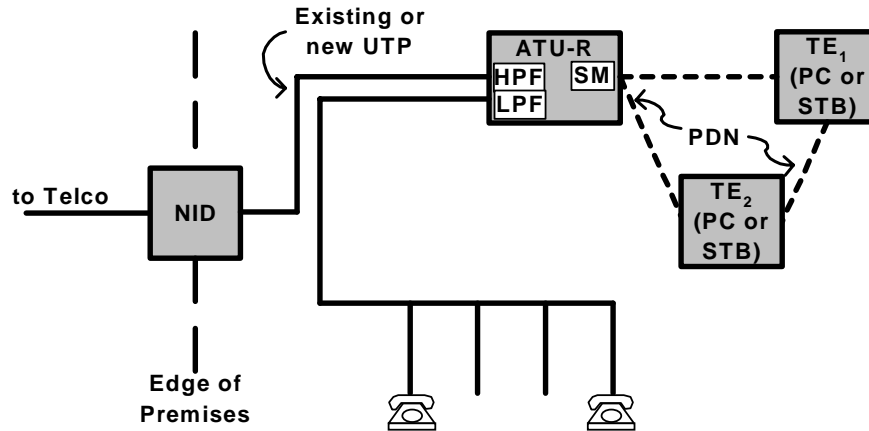 Existing or
new UTP
ATU-R
HPF
SM
LPF
TE1
(PC or
STB)
PDN
to Telco
NID
TE2
(PC or
STB)
Edge of
Premises